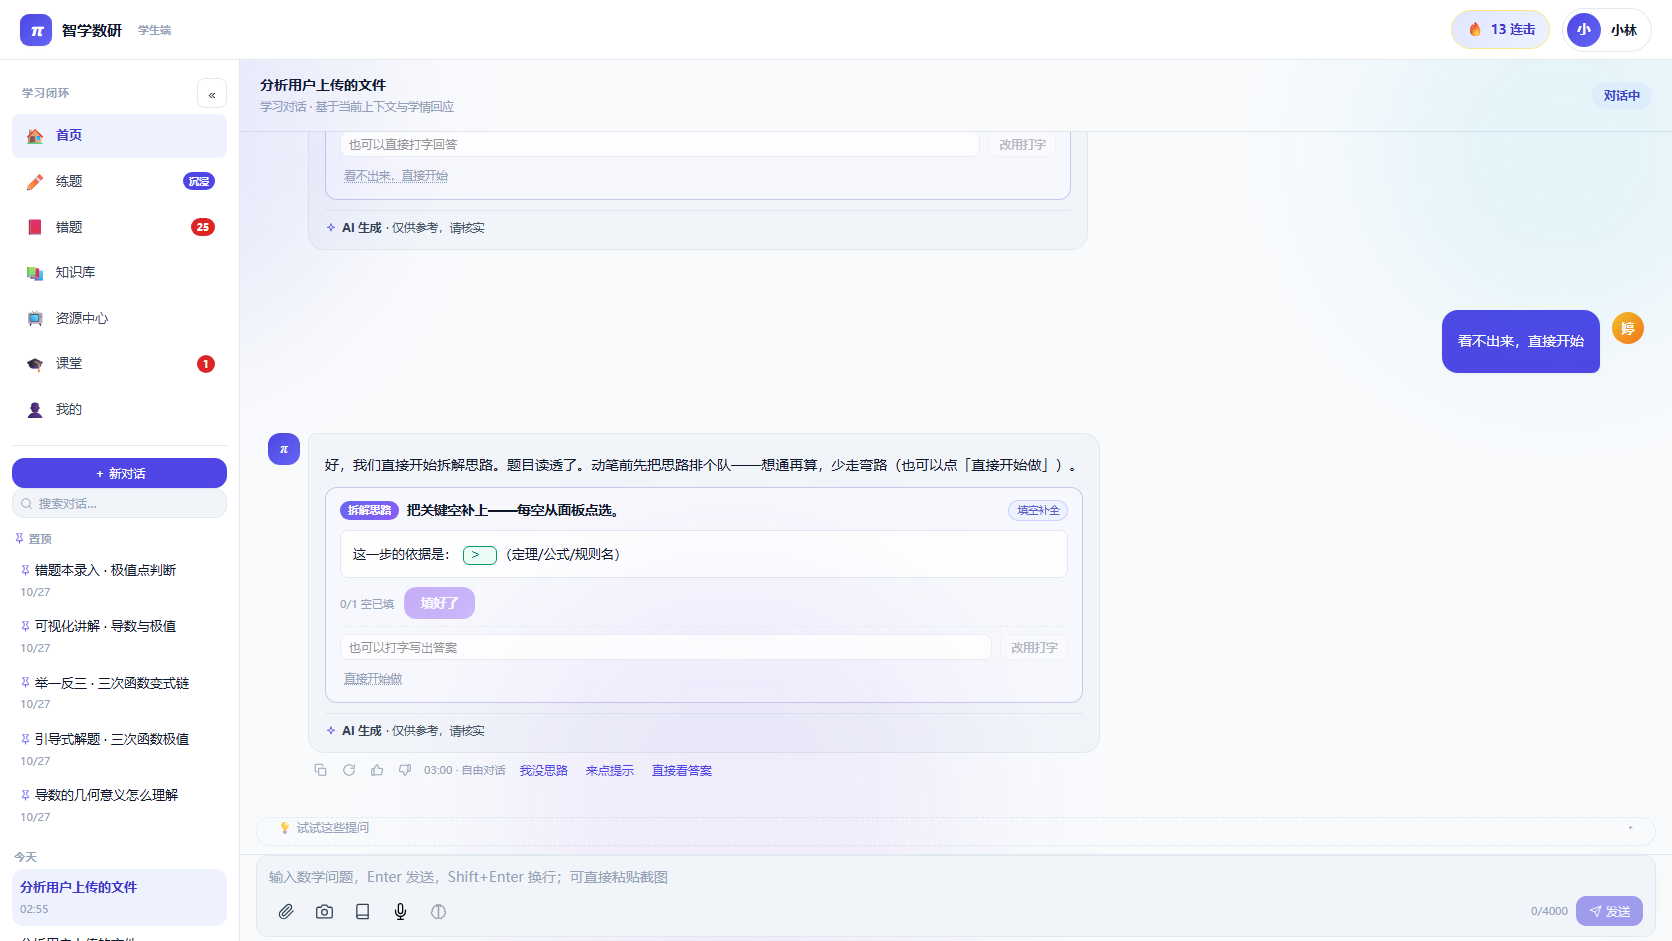 π 智学数研 学生端
🔥 13 连击 小 小林
学习闭环 «
首页
练题 沉浸
错题 25
知识库
资源中心
课堂 1
我的
+ 新对话
搜索对话...
置顶
错题本录入 · 极值点判断
10/27
可视化讲解 · 导数与极值
10/27
举一反三 · 三次函数变式链
10/27
引导式解题 · 三次函数极值
10/27
导数的几何意义怎么理解
10/27
今天
分析用户上传的文件
02:55
分析用户上传的文件
分析用户上传的文件
学习对话 · 基于当前上下文与学情回应
对话中
也可以直接打字回答 改用打字
看不出来，直接开始
AI 生成 · 仅供参考，请核实
看不出来，直接开始 婷
π
好，我们直接开始拆解思路。题目读透了。动笔前先把思路排个队——想通再算，少走弯路（也可以点「直接开始做」）。
拆解思路 把关键空补上——每空从面板点选。 填空补全
这一步的依据是： > （定理/公式/规则名）
0/1 空已填 填好了
也可以打字写出答案 改用打字
直接开始做
AI 生成 · 仅供参考，请核实
03:00 · 自由对话 我没思路 来点提示 直接看答案
💡 试试这些提问
输入数学问题，Enter 发送，Shift+Enter 换行；可直接粘贴截图
0/4000 发送